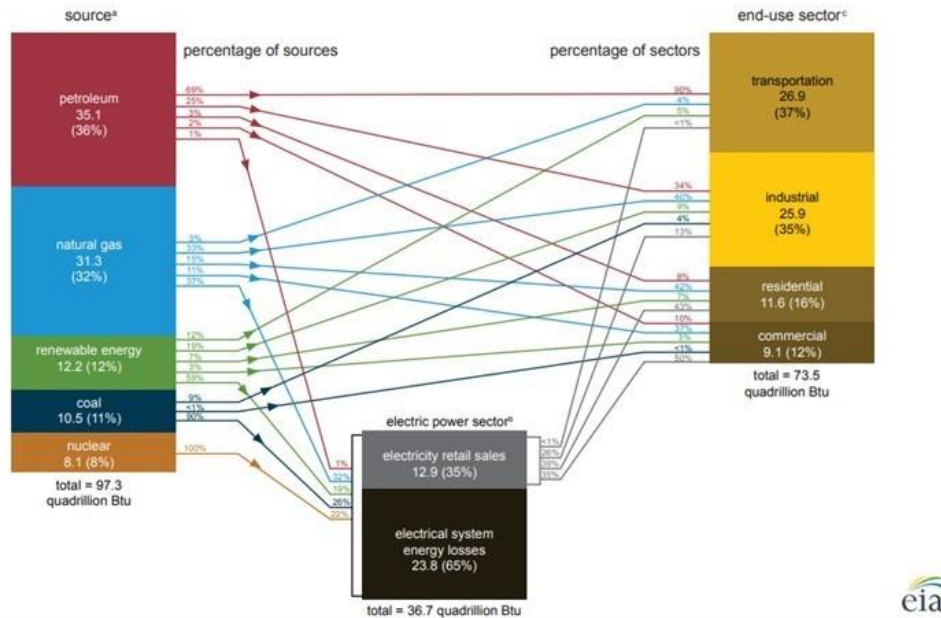 sourceᵃ
end-use sectorᶜ
percentage of sources
percentage of sectors
petroleum
35.1
(36%)
69%
25%
3%
2%
1%
natural gas
31.3
(32%)
3%
33%
15%
11%
37%
renewable energy
12.2 (12%)
12%
19%
7%
3%
59%
coal
10.5 (11%)
9%
<1%
90%
nuclear
8.1 (8%)
100%
total = 97.3
quadrillion Btu
electric power sectorᵇ
1%
32%
19%
26%
22%
electricity retail sales
12.9 (35%)
electrical system
energy losses
23.8 (65%)
total = 36.7 quadrillion Btu
<1%
26%
39%
35%
90%
4%
5%
<1%
transportation
26.9
(37%)
34%
40%
9%
4%
13%
industrial
25.9
(35%)
8%
42%
7%
43%
residential
11.6 (16%)
10%
37%
3%
<1%
50%
commercial
9.1 (12%)
total = 73.5
quadrillion Btu
eia